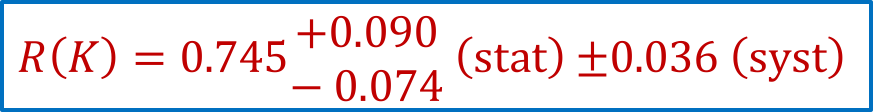 R(K) = 0.745 +0.090 − 0.074 (stat) ±0.036 (syst)